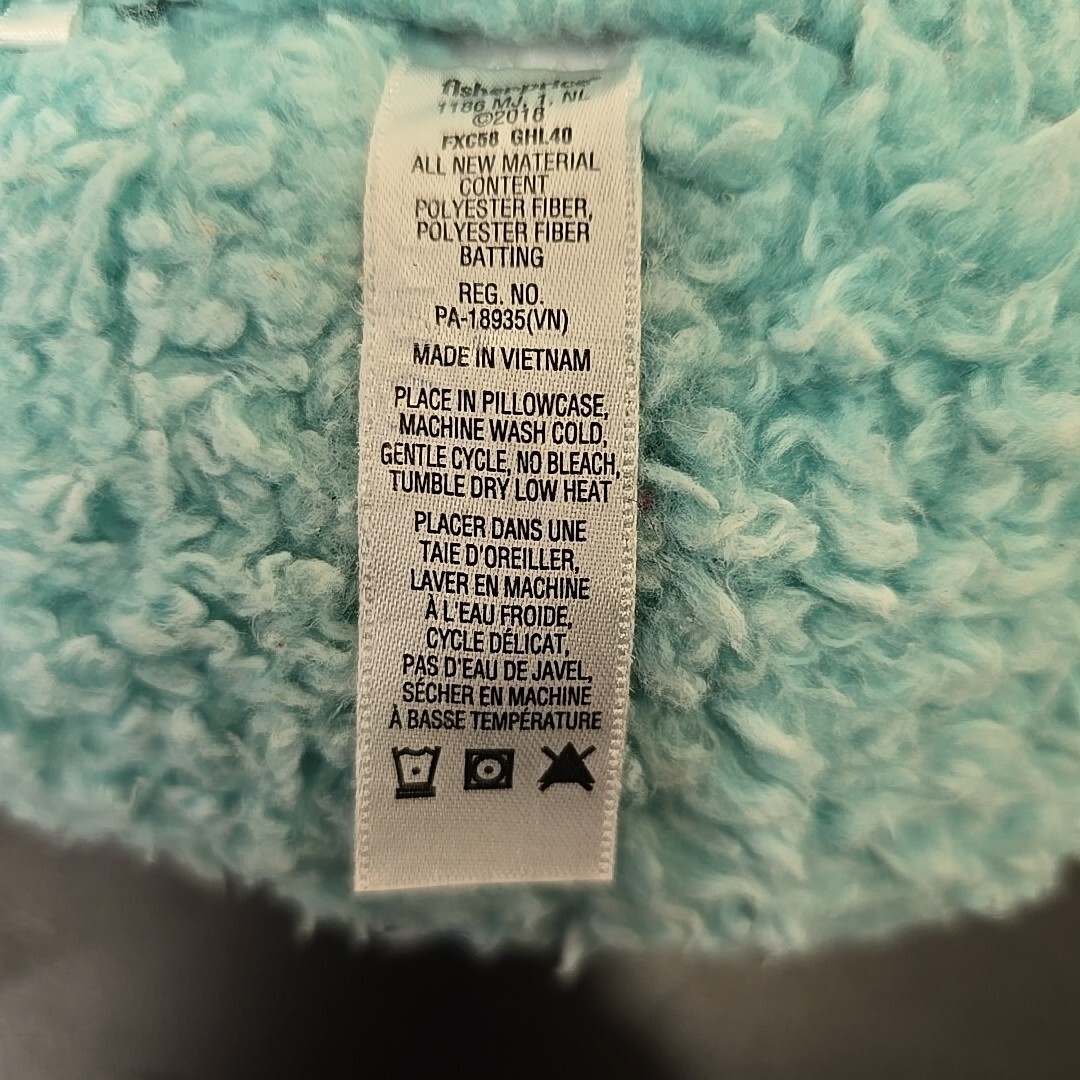 fisher-price
1186 MJ, 1, NL
©2018
FXC58 GHL40
ALL NEW MATERIAL
CONTENT
POLYESTER FIBER,
POLYESTER FIBER
BATTING
REG. NO.
PA-18935(VN)
MADE IN VIETNAM
PLACE IN PILLOWCASE,
MACHINE WASH COLD,
GENTLE CYCLE, NO BLEACH,
TUMBLE DRY LOW HEAT
PLACER DANS UNE
TAIE D'OREILLER,
LAVER EN MACHINE
À L'EAU FROIDE,
CYCLE DÉLICAT,
PAS D'EAU DE JAVEL,
SÉCHER EN MACHINE
À BASSE TEMPÉRATURE